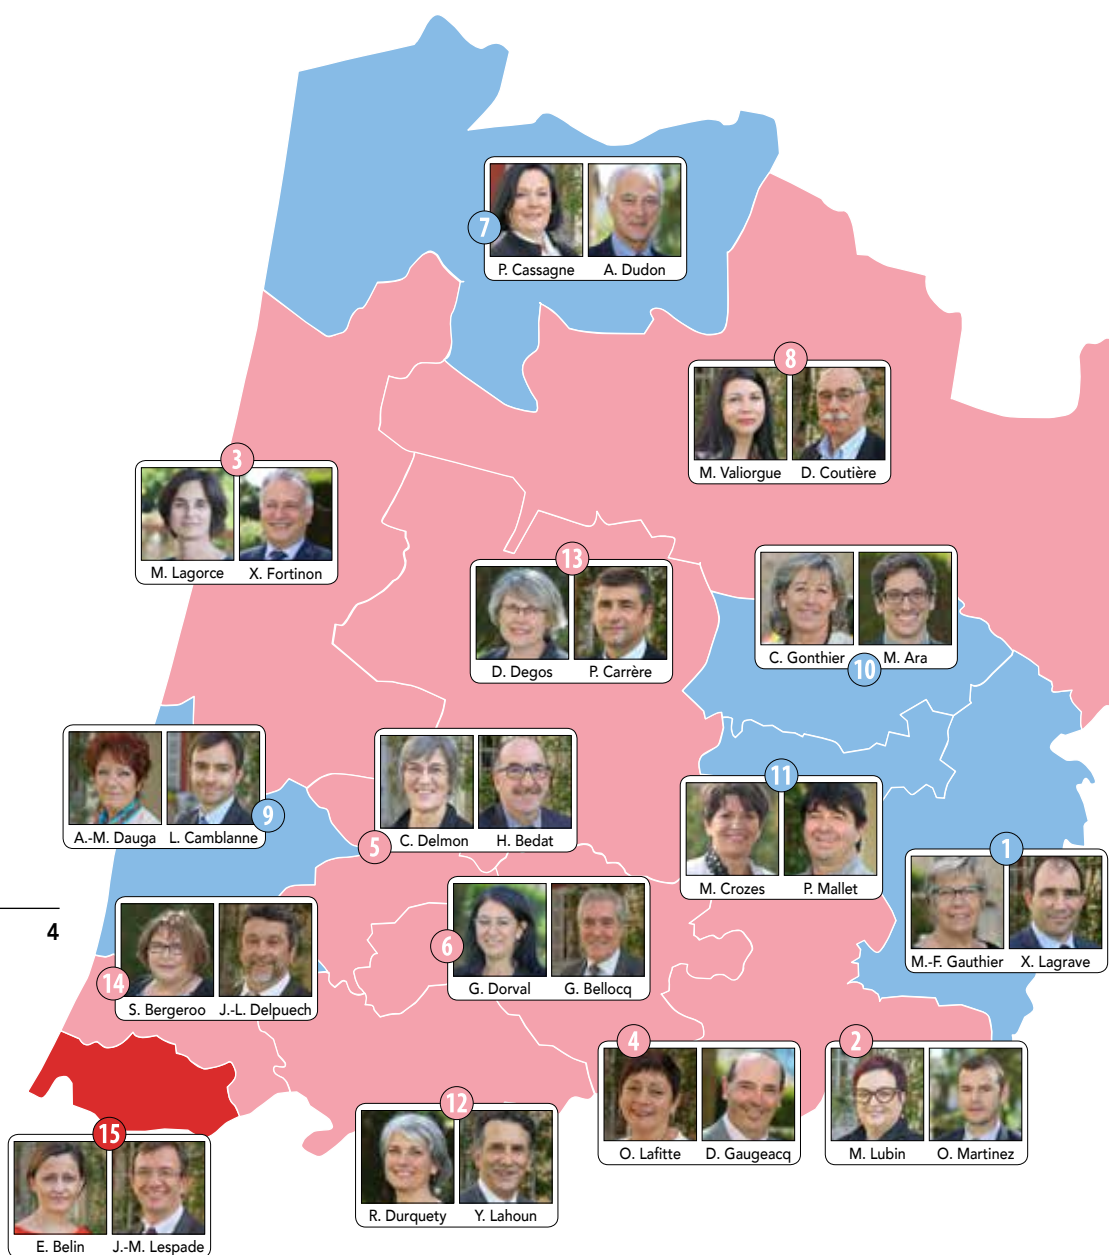 7
P. Cassagne A. Dudon
8
M. Valiorgue D. Coutière
3
M. Lagorce X. Fortinon
13
D. Degos P. Carrère
C. Gonthier M. Ara
10
A.-M. Dauga L. Camblanne
9
C. Delmon H. Bedat
5
11
M. Crozes P. Mallet
1
M.-F. Gauthier X. Lagrave
4
6
G. Dorval G. Bellocq
14
S. Bergeroo J.-L. Delpuech
4
O. Lafitte D. Gaugeacq
2
M. Lubin O. Martinez
12
R. Durquety Y. Lahoun
15
E. Belin J.-M. Lespade